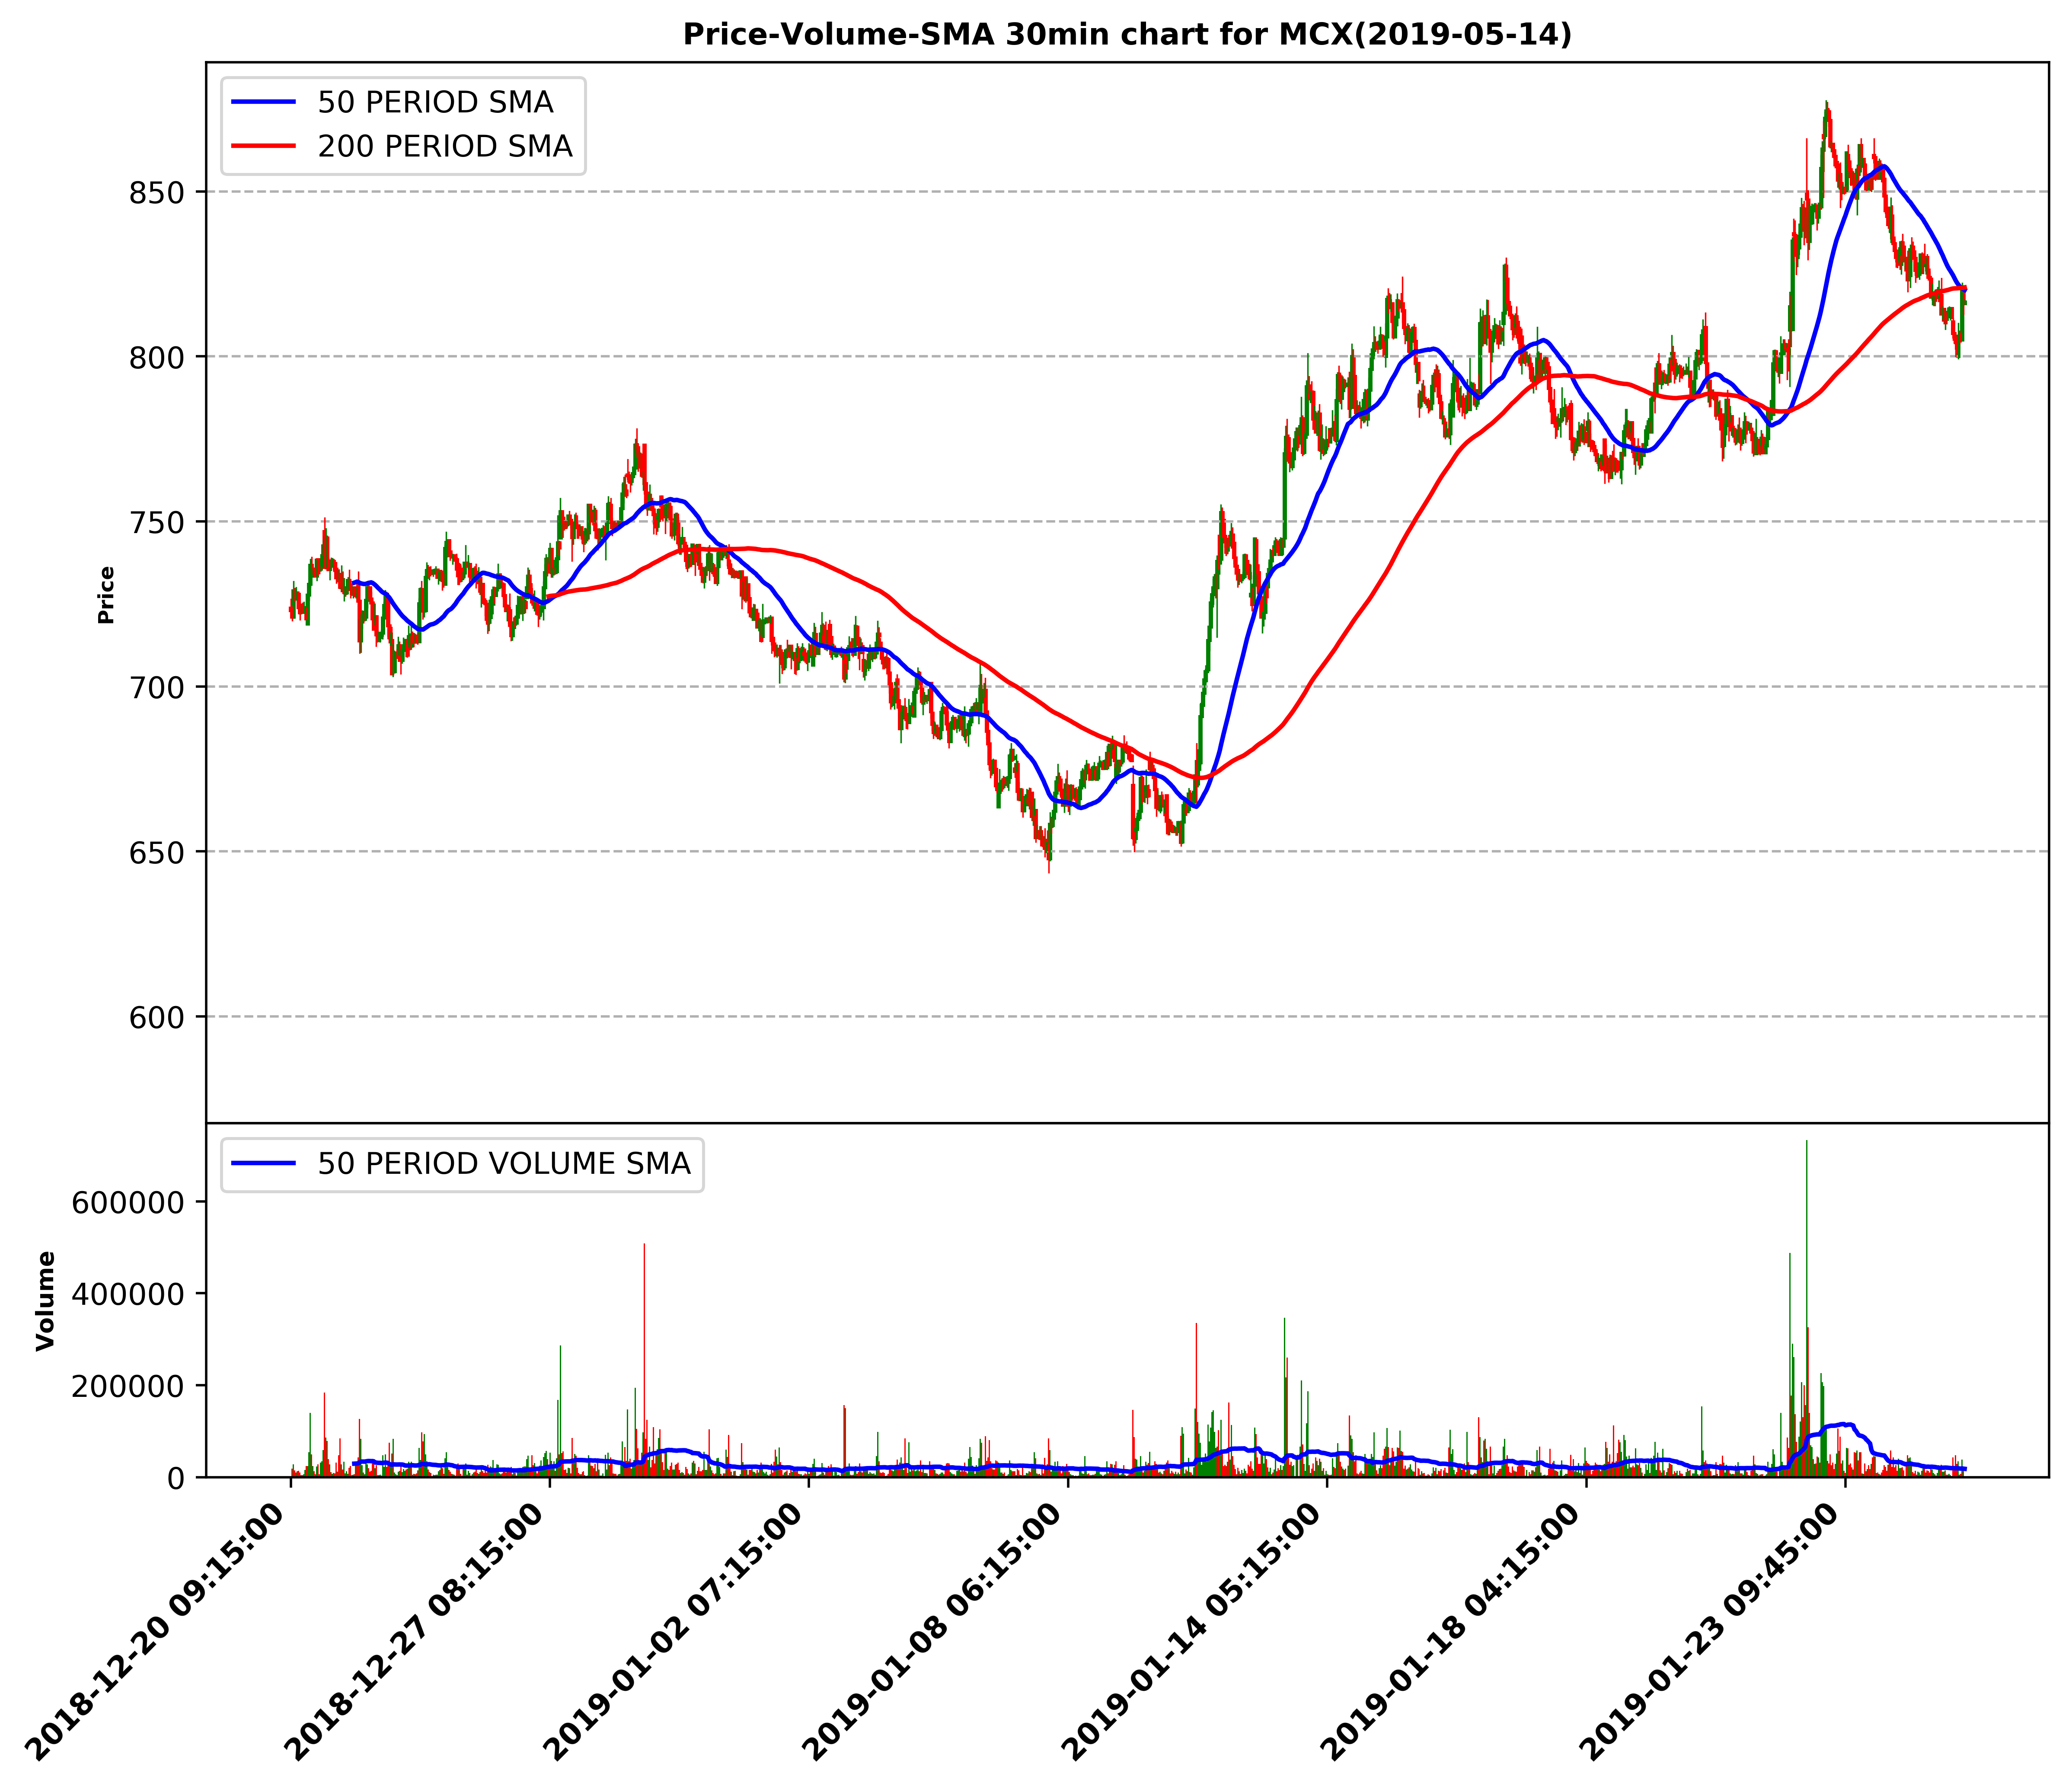 Price-Volume-SMA 30min chart for MCX(2019-05-14)
50 PERIOD SMA
200 PERIOD SMA
850
800
750
700
650
600
Price
50 PERIOD VOLUME SMA
600000
400000
200000
0
Volume
2018-12-20 09:15:00
2018-12-27 08:15:00
2019-01-02 07:15:00
2019-01-08 06:15:00
2019-01-14 05:15:00
2019-01-18 04:15:00
2019-01-23 09:45:00